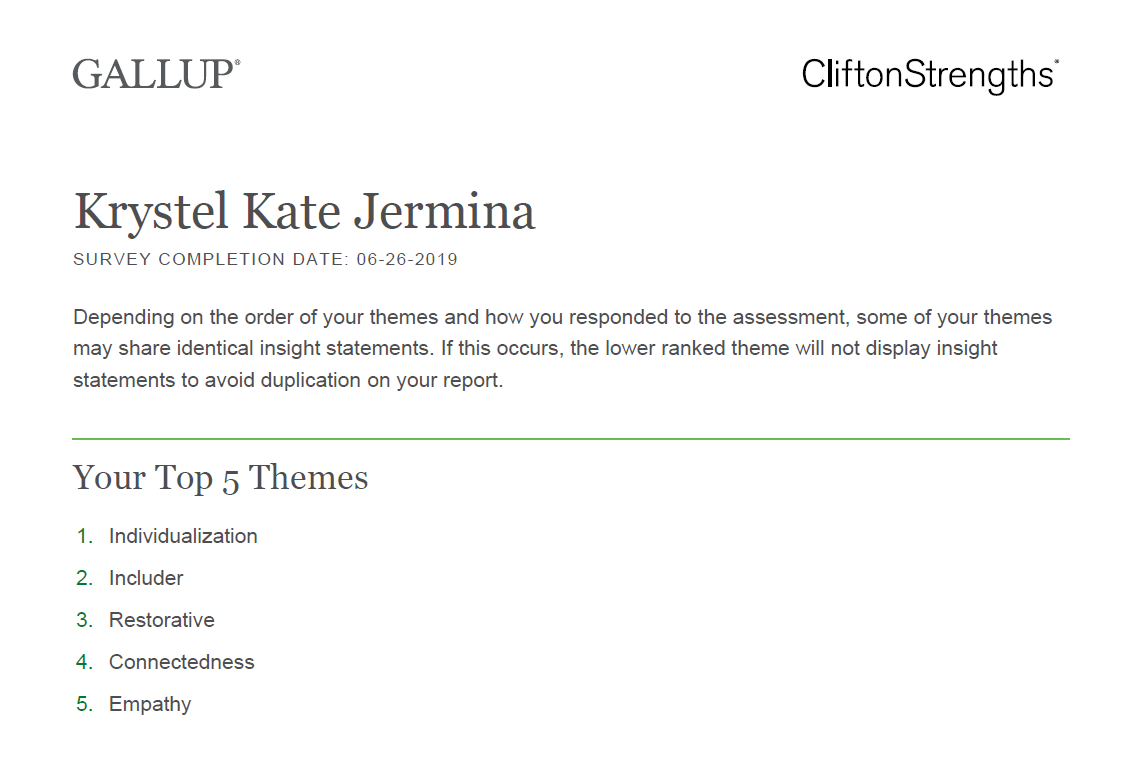 GALLUP®
CliftonStrengths®
Krystel Kate Jermina
SURVEY COMPLETION DATE: 06-26-2019
Depending on the order of your themes and how you responded to the assessment, some of your themes
may share identical insight statements. If this occurs, the lower ranked theme will not display insight
statements to avoid duplication on your report.
Your Top 5 Themes
1. Individualization
2. Includer
3. Restorative
4. Connectedness
5. Empathy